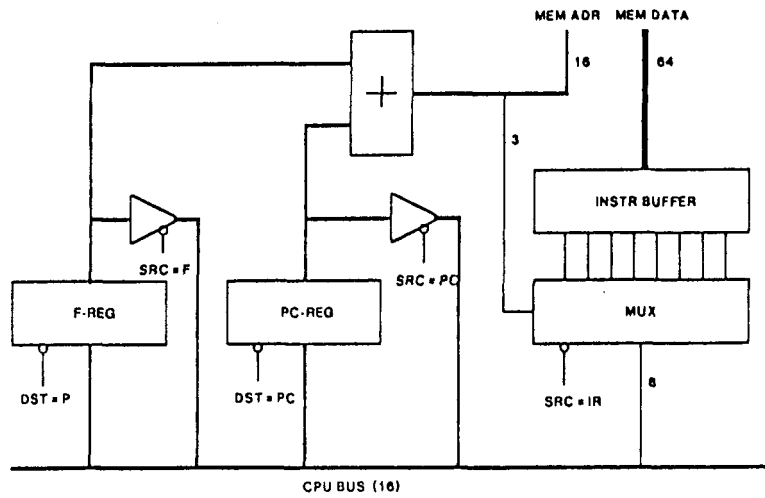 MEM ADR MEM DATA
16
64
+
3
INSTR BUFFER
SRC = F
SRC = PC
F-REG
PC-REG
MUX
DST = P
DST = PC
SRC = IR
8
CPU BUS (16)